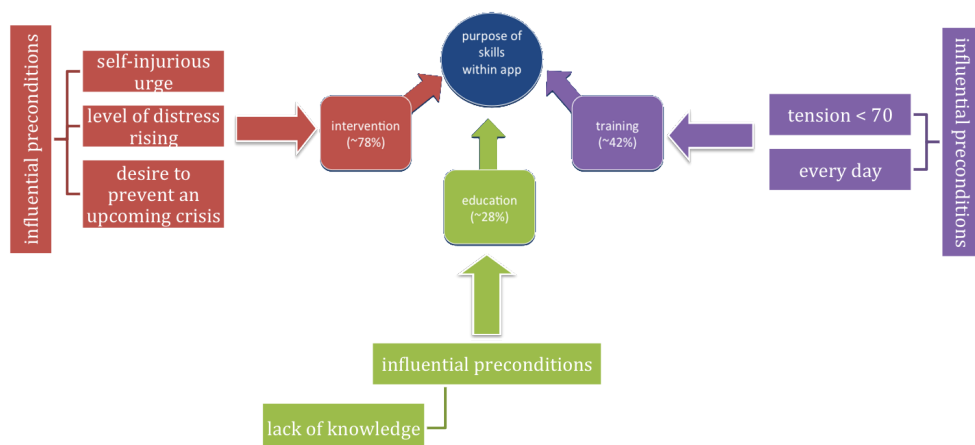 influential preconditions
self-injurious
urge
level of distress
rising
desire to
prevent an
upcoming crisis
intervention
(~78%)
purpose of
skills
within app
education
(~28%)
training
(~42%)
tension < 70
every day
influential preconditions
influential preconditions
lack of knowledge